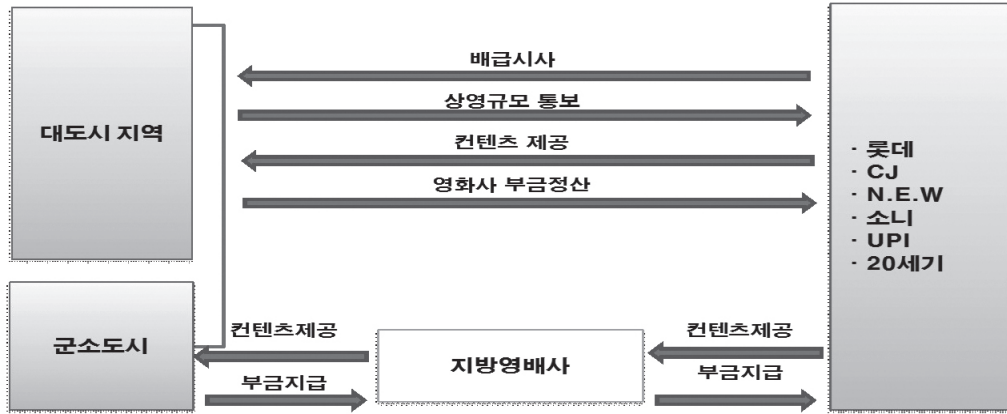 배급시사
상영규모 통보
대도시 지역
컨텐츠 제공
영화사 부금정산
· 롯데
· CJ
· N.E.W
· 소니
· UPI
· 20세기
군소도시
컨텐츠제공
부금지급
지방영배사
컨텐츠제공
부금지급